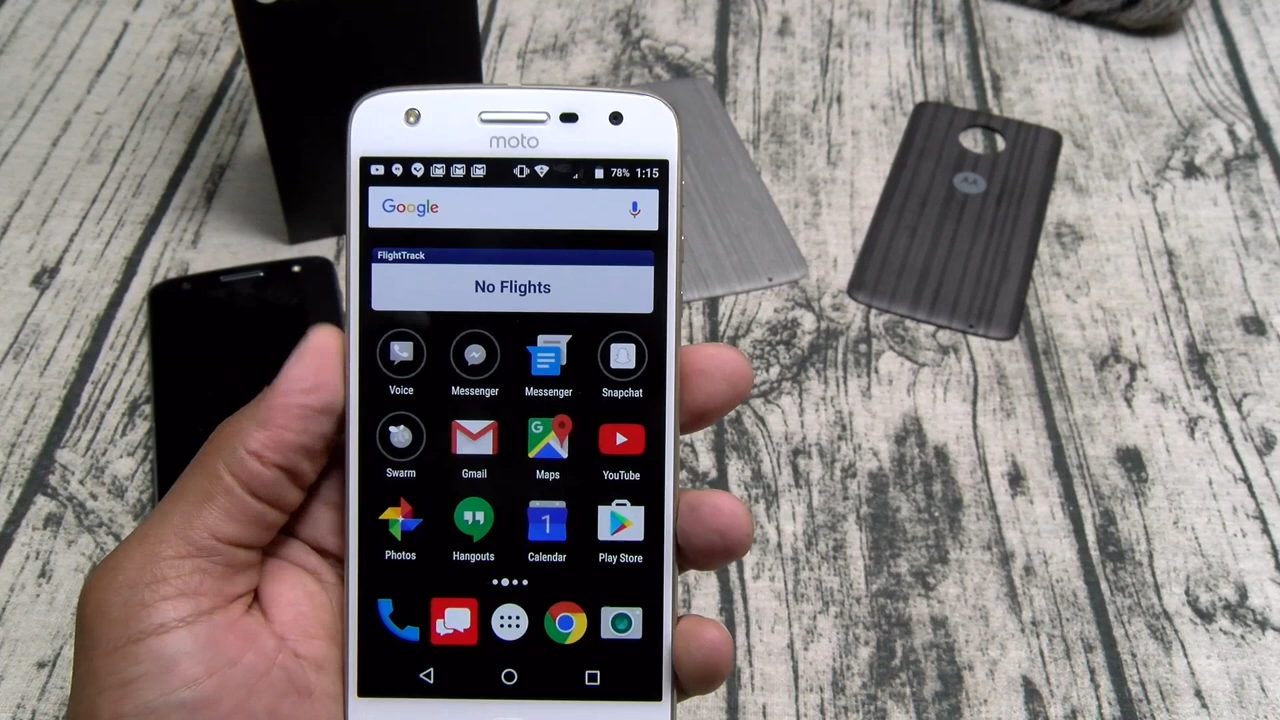 moto
78% 1:15
Google
FlightTrack
No Flights
Voice Messenger Messenger Snapchat
Swarm Gmail Maps YouTube
G
Photos Hangouts Calendar Play Store
1